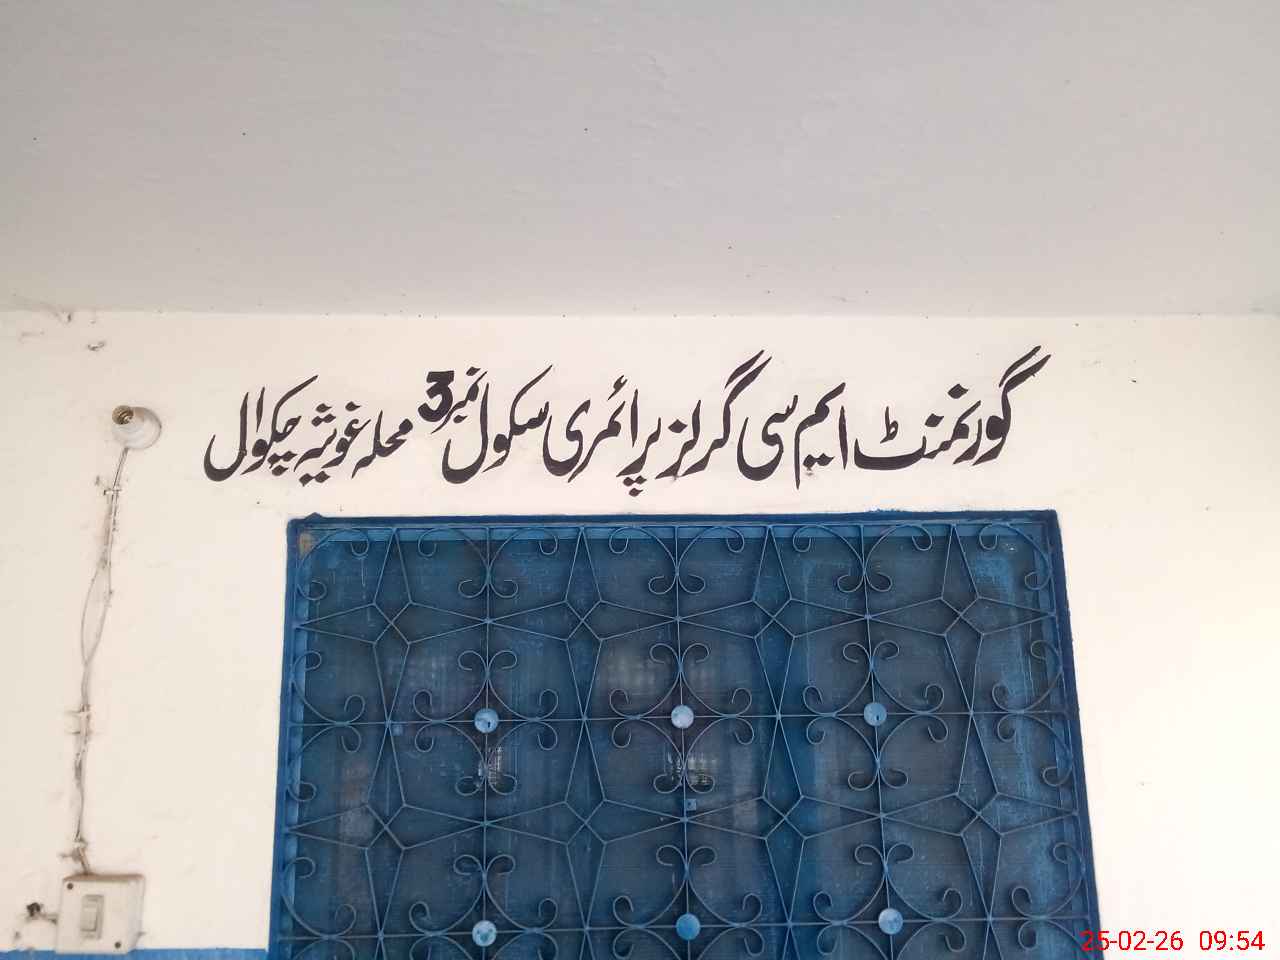 گورنمنٹ ایم سی گرلز پرائمری سکول نمبر 3 محلہ غوثیہ چکوال
25-02-26 09:54